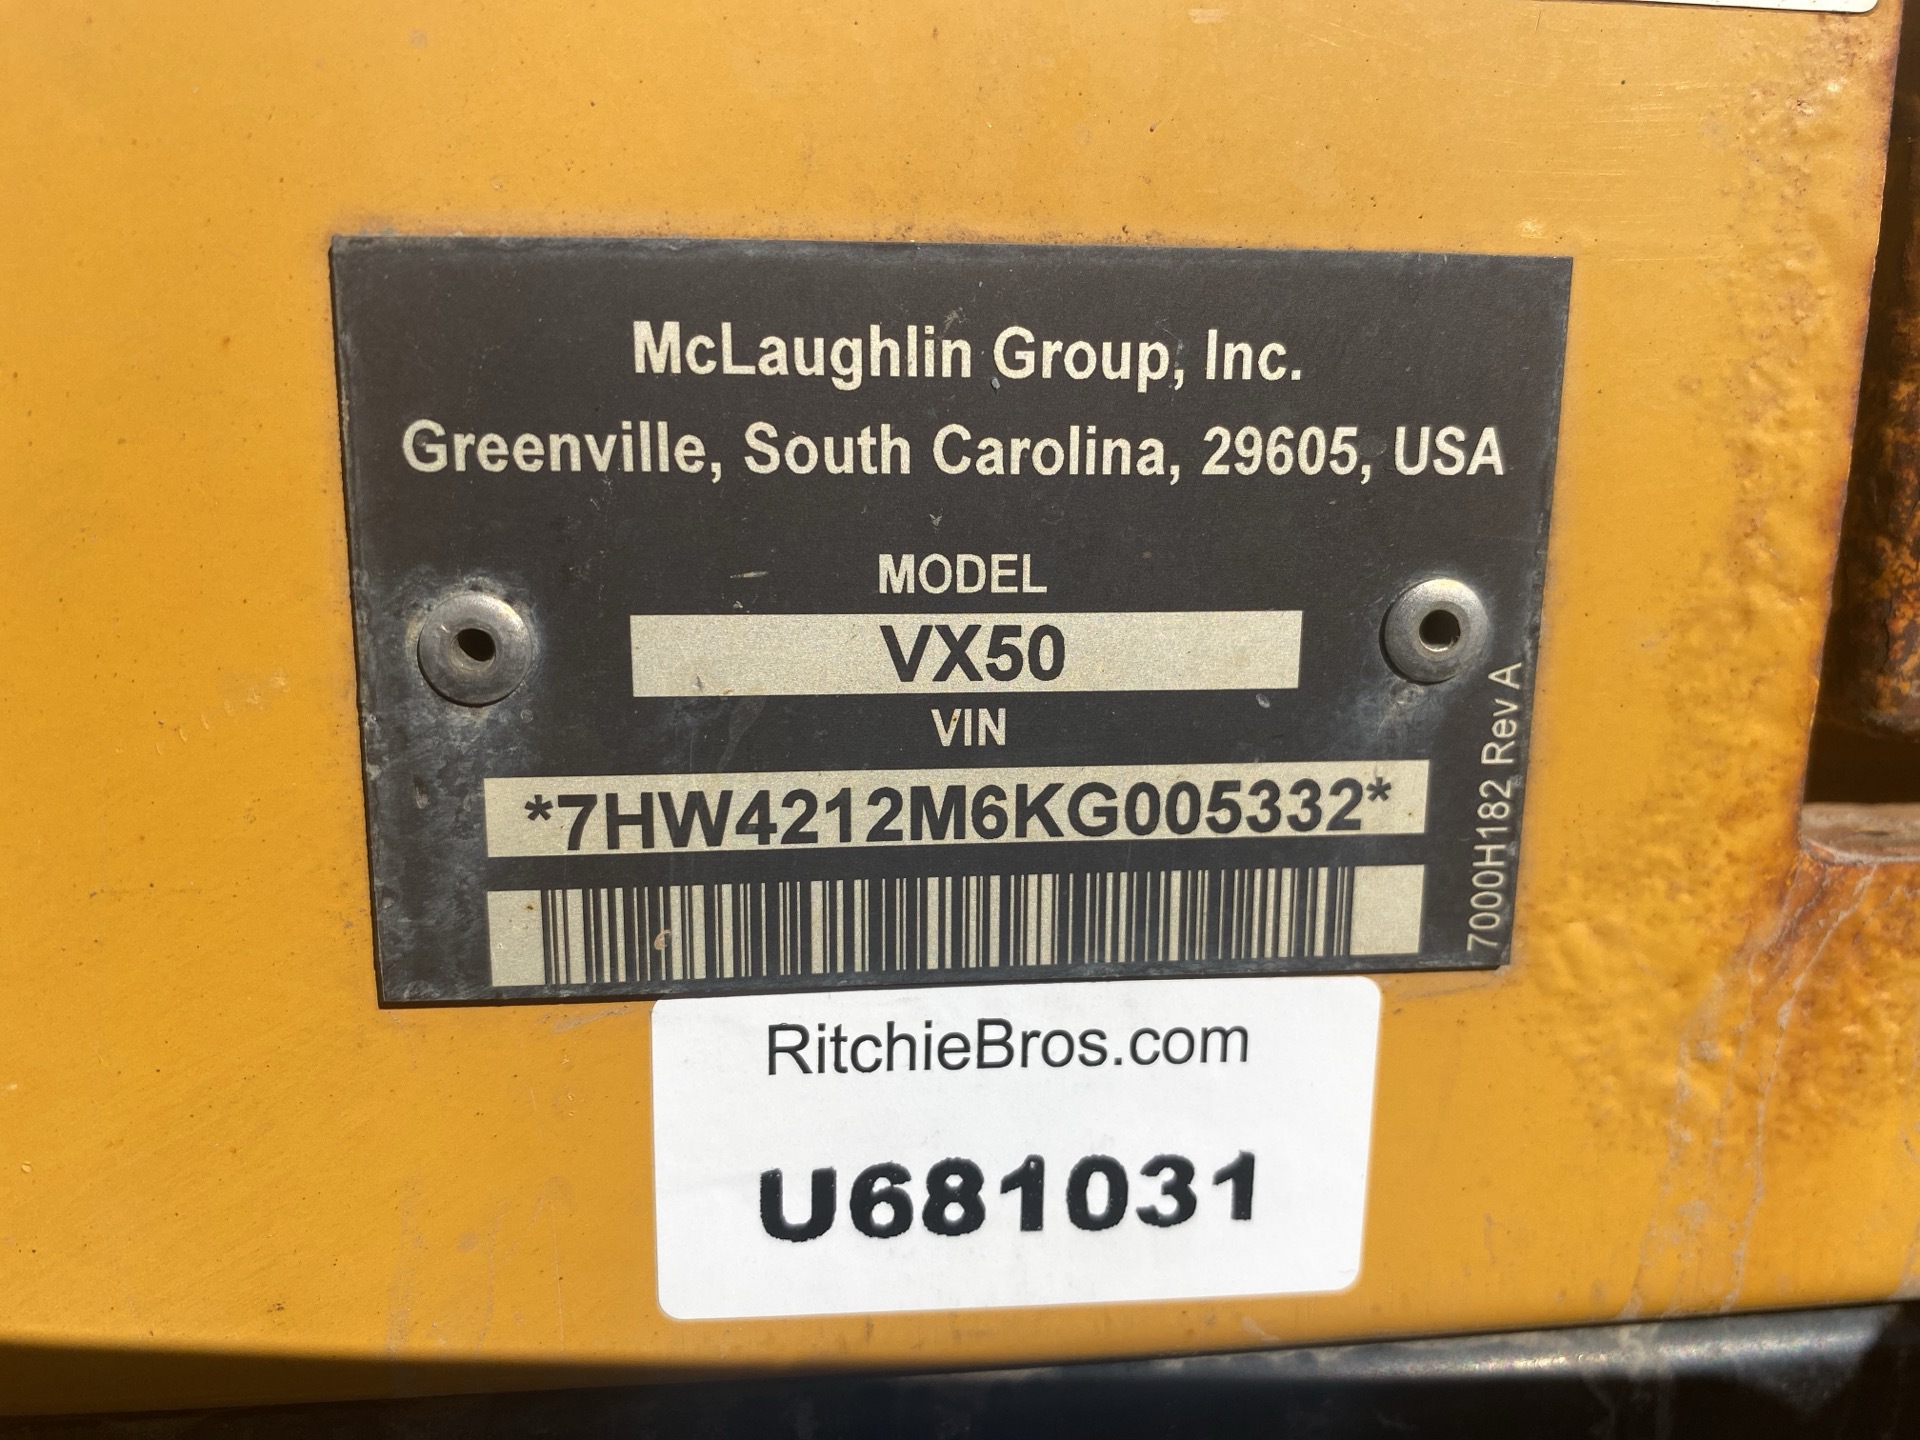 McLaughlin Group, Inc.
Greenville, South Carolina, 29605, USA
MODEL
VX50
VIN
*7HW4212M6KG005332*
7000H182 Rev A
RitchieBros.com
U681031